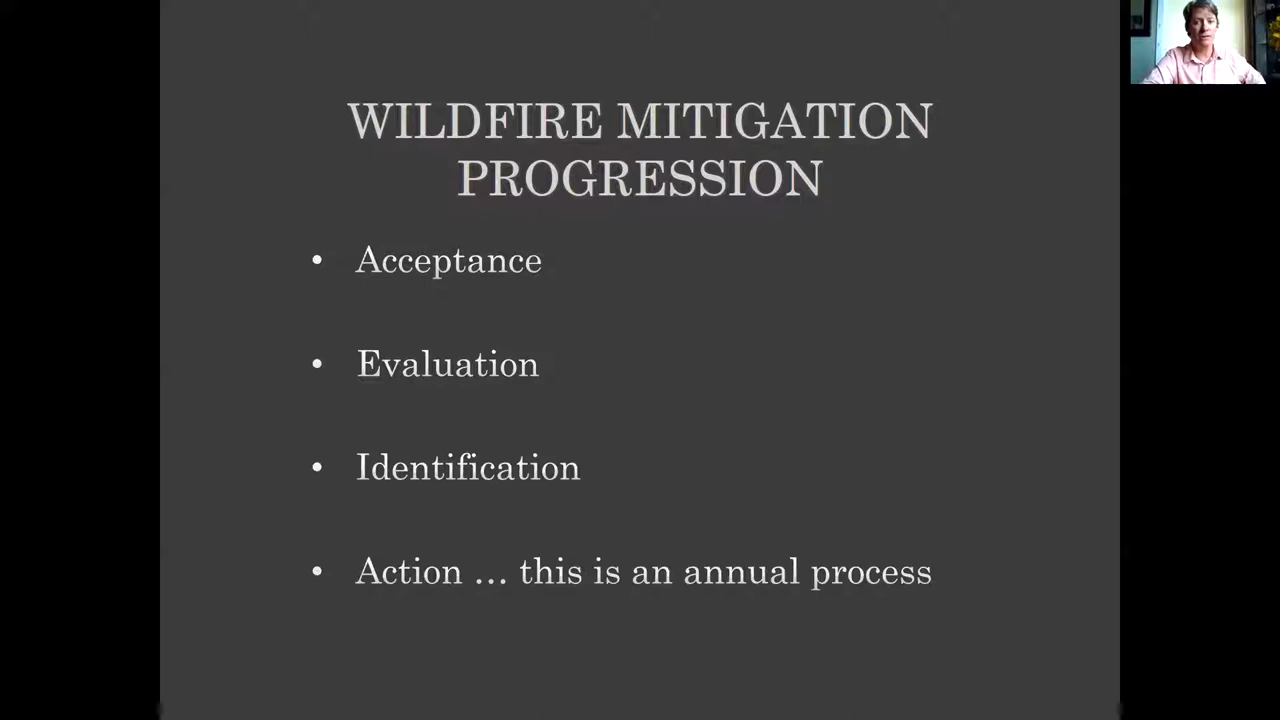 WILDFIRE MITIGATION
PROGRESSION
• Acceptance
• Evaluation
• Identification
• Action … this is an annual process